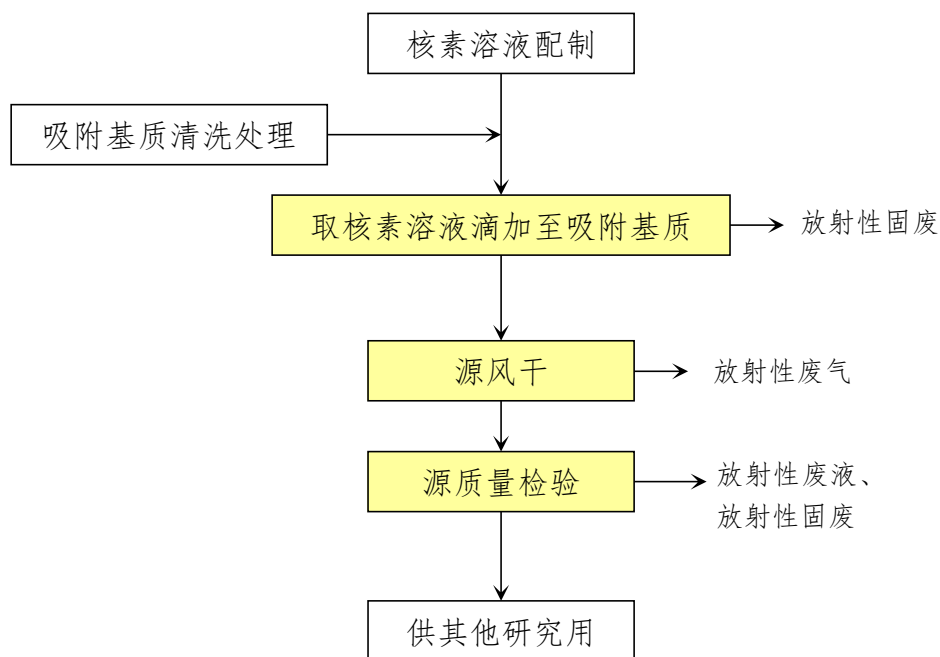 核素溶液配制
吸附基质清洗处理
取核素溶液滴加至吸附基质
放射性固废
源风干
放射性废气
源质量检验
放射性废液、
放射性固废
供其他研究用